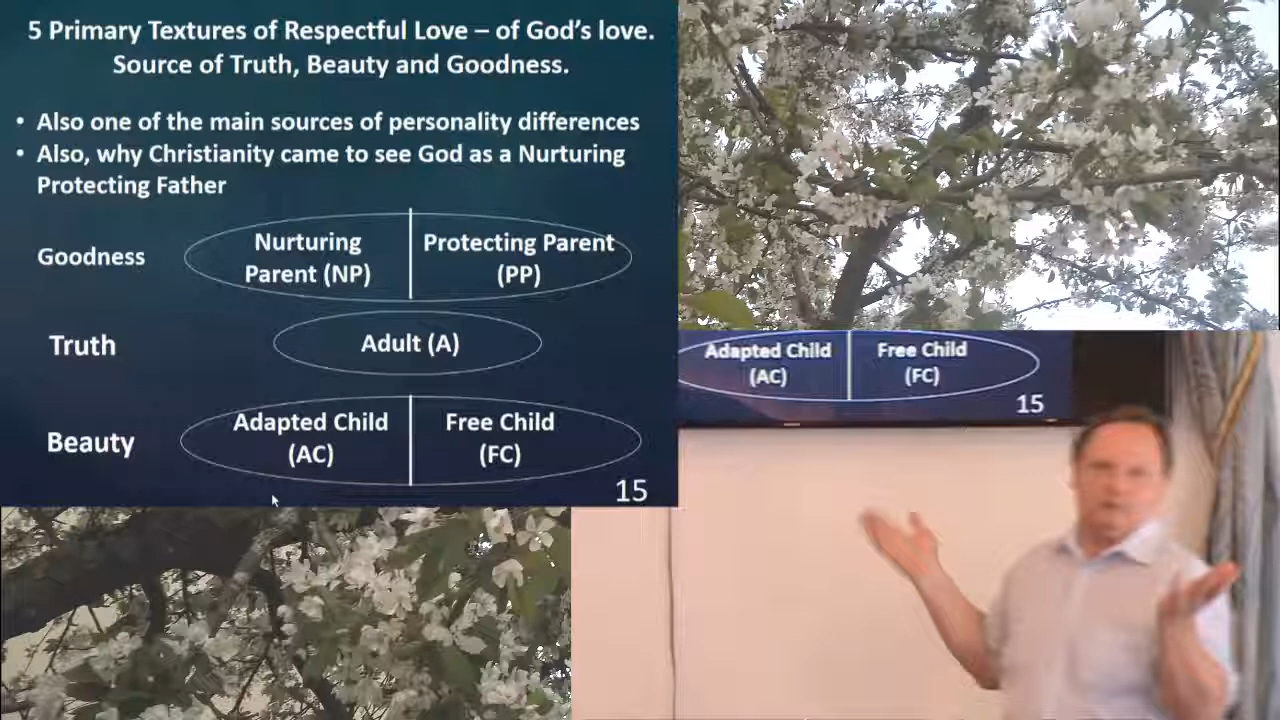 5 Primary Textures of Respectful Love – of God's love.
Source of Truth, Beauty and Goodness.
• Also one of the main sources of personality differences
• Also, why Christianity came to see God as a Nurturing
Protecting Father
Goodness
Nurturing
Parent (NP)
Protecting Parent
(PP)
Truth
Adult (A)
Beauty
Adapted Child
(AC)
Free Child
(FC)
15
Adapted Child
(AC)
Free Child
(FC)
15